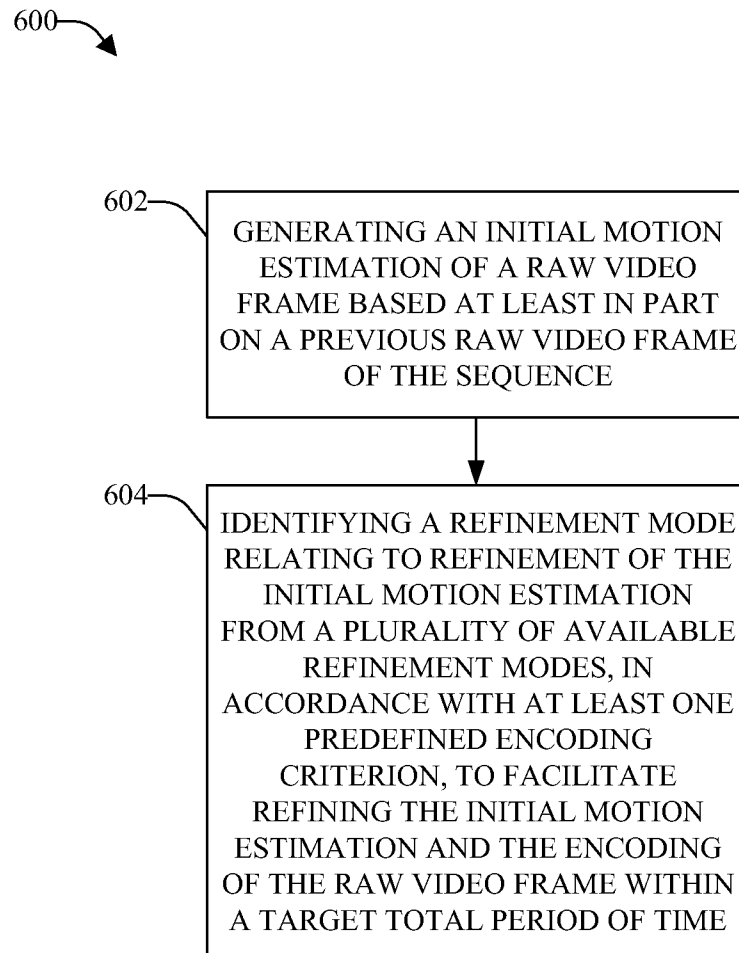 600
602
GENERATING AN INITIAL MOTION
ESTIMATION OF A RAW VIDEO
FRAME BASED AT LEAST IN PART
ON A PREVIOUS RAW VIDEO FRAME
OF THE SEQUENCE
604
IDENTIFYING A REFINEMENT MODE
RELATING TO REFINEMENT OF THE
INITIAL MOTION ESTIMATION
FROM A PLURALITY OF AVAILABLE
REFINEMENT MODES, IN
ACCORDANCE WITH AT LEAST ONE
PREDEFINED ENCODING
CRITERION, TO FACILITATE
REFINING THE INITIAL MOTION
ESTIMATION AND THE ENCODING
OF THE RAW VIDEO FRAME WITHIN
A TARGET TOTAL PERIOD OF TIME